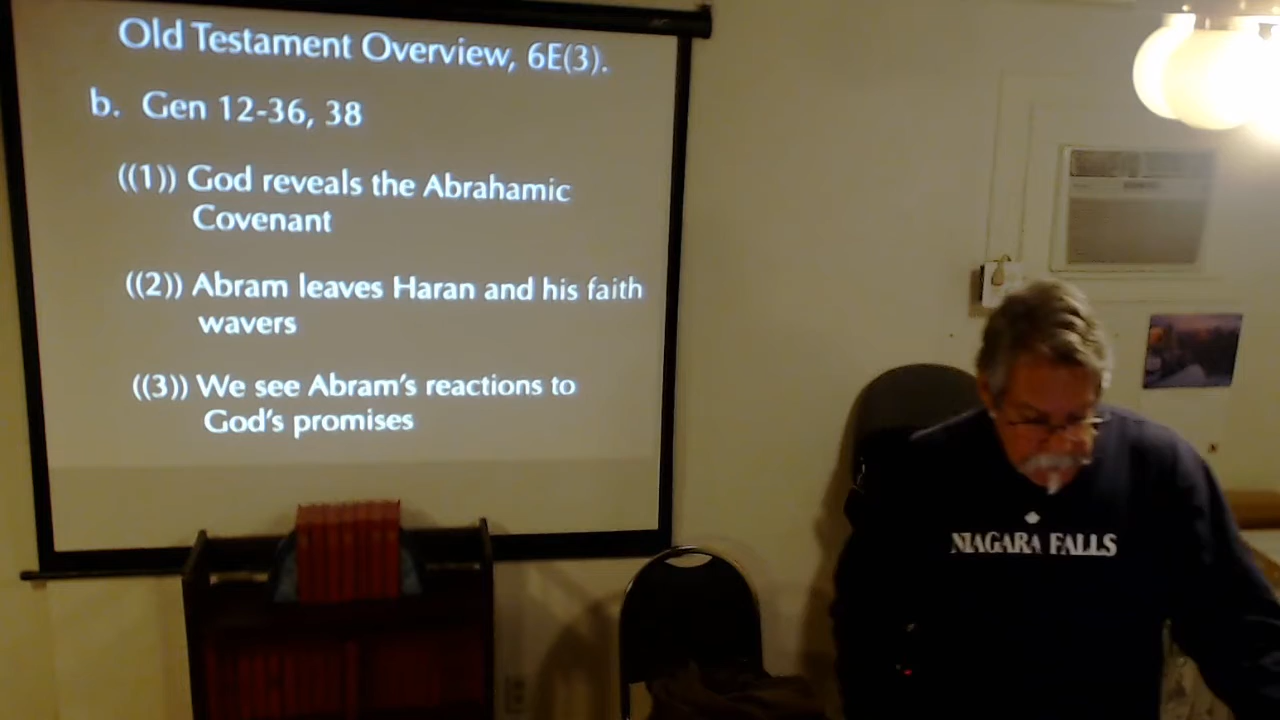 Old Testament Overview, 6E(3).
b. Gen 12-36, 38
((1)) God reveals the Abrahamic
Covenant
((2)) Abram leaves Haran and his faith
wavers
((3)) We see Abram's reactions to
God's promises
NIAGARA FALLS